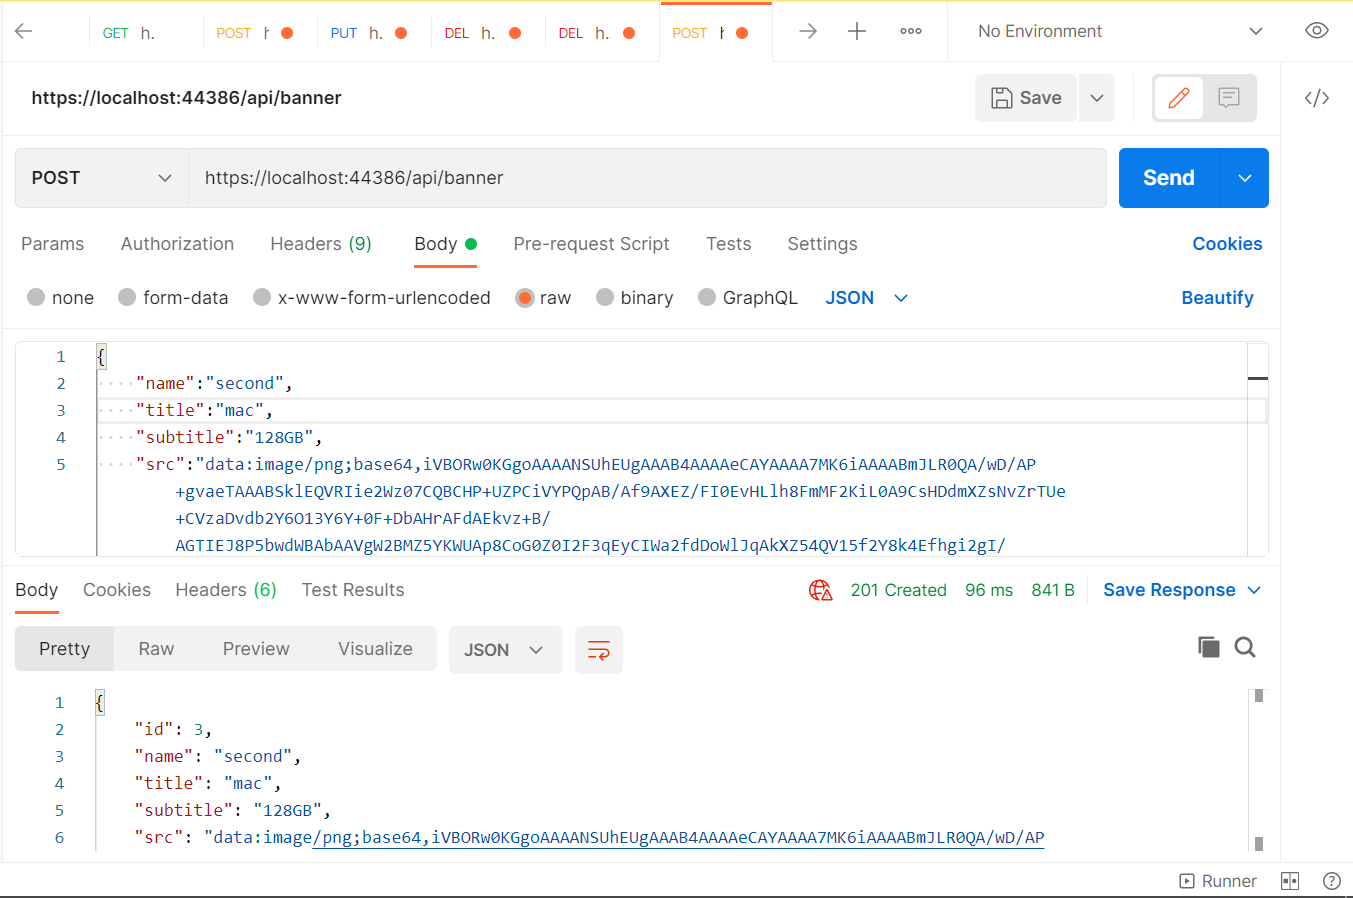 GET h. POST h PUT h. DEL h. DEL h. POST h No Environment
https://localhost:44386/api/banner Save
POST https://localhost:44386/api/banner Send
Params Authorization Headers (9) Body Pre-request Script Tests Settings Cookies
none form-data x-www-form-urlencoded raw binary GraphQL JSON Beautify
1 {
2 "name":"second",
3 "title":"mac",
4 "subtitle":"128GB",
5 "src":"data:image/png;base64,iVBORw0KGgoAAAANSUhEUgAAAB4AAAAeCAYAAAA7MK6iAAAABmJLR0QA/wD/AP
+gvaeTAAABSklEQVRIie2Wz07CQBCHP+UZPCiVYPQpAB/Af9AXEZ/FI0EvHLlh8FmMF2KiL0A9CsHDdmXZsNvZrTUe
+CVzaDvdb2Y6O13Y6Y+0F+DbAHrAFdAEkvz+B/
AGTIEJ8P5bwdWBAbAAVgW2BMZ5YKWUAp8CoG0Z0I2F3qEyCIWa2fdDoWlJqAkXZ54QV15f2Y8k4Efhgi2gI/
Body Cookies Headers (6) Test Results 201 Created 96 ms 841 B Save Response
Pretty Raw Preview Visualize JSON
1 {
2 "id": 3,
3 "name": "second",
4 "title": "mac",
5 "subtitle": "128GB",
6 "src": "data:image/png;base64,iVBORw0KGgoAAAANSUhEUgAAAB4AAAAeCAYAAAA7MK6iAAAABmJLR0QA/wD/AP
Runner